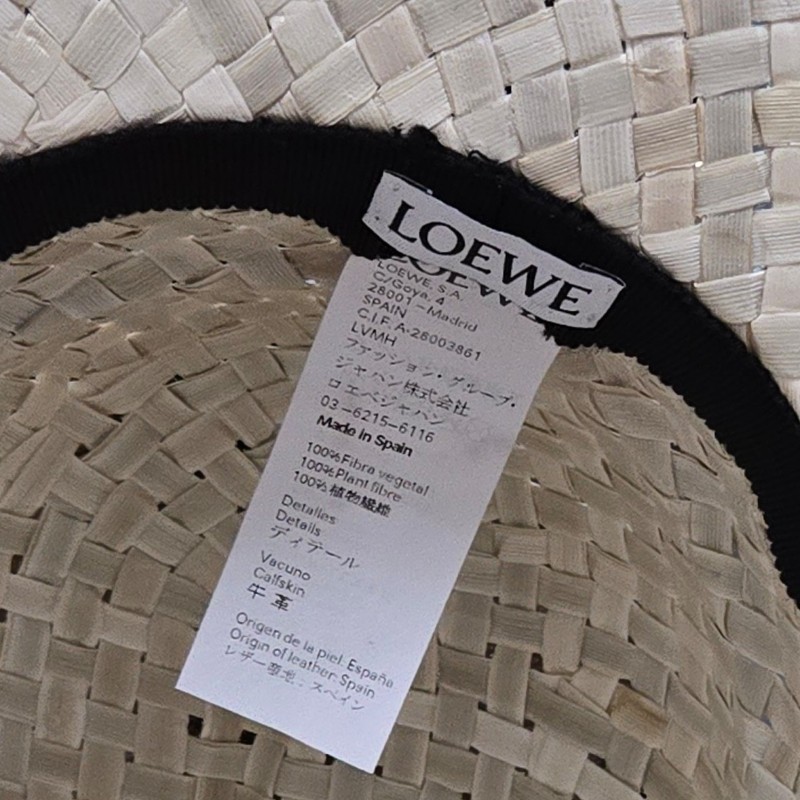 LOEWE
LOEWE
LOEWE, S.A.
C/Goya, 4
28001 – Madrid
SPAIN
C.I.F. A-28003861
LVMH
ファッション・グループ・
ジャパン株式会社
ロエベジャパン
03–6215–6116
Made in Spain
100%Fibra vegetal
100%Plant fibre
100%植物繊維
Detalles
Details
ディテール
Vacuno
Calfskin
牛革
Origen de la piel: España
Origin of leather: Spain
レザー原産地：スペイン